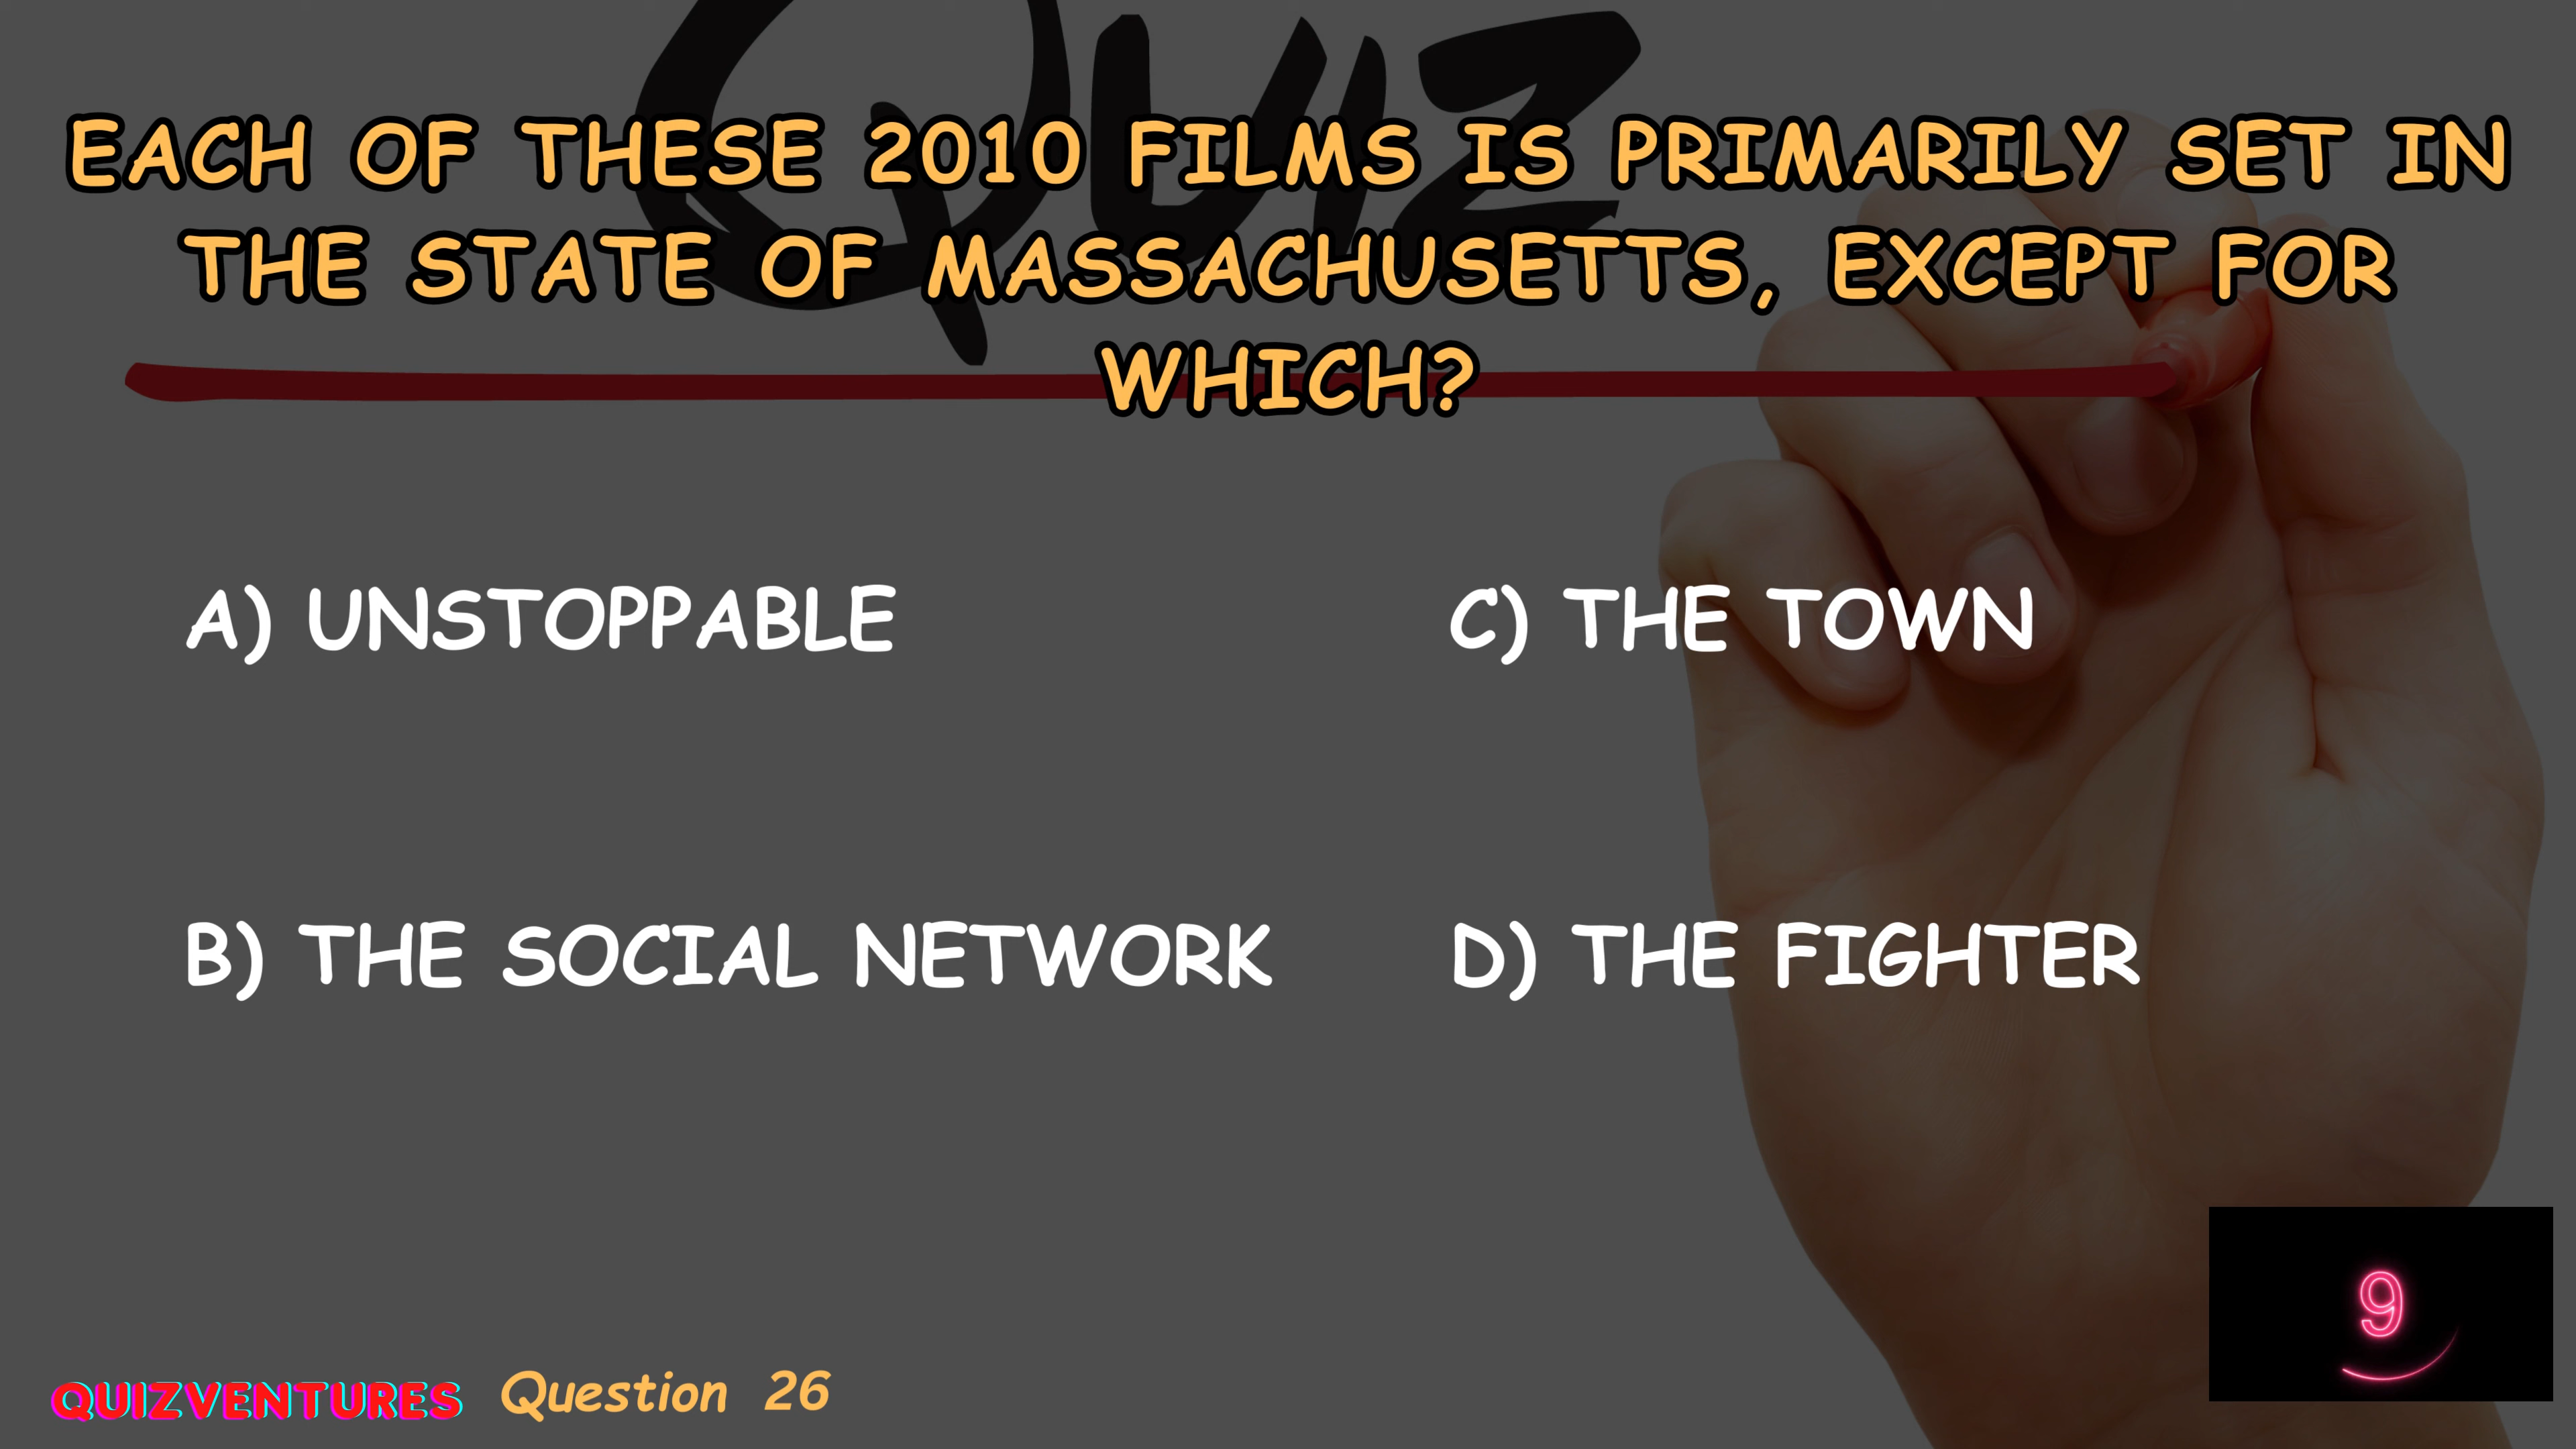 QUIZ
EACH OF THESE 2010 FILMS IS PRIMARILY SET IN
THE STATE OF MASSACHUSETTS, EXCEPT FOR
WHICH?
A) UNSTOPPABLE
C) THE TOWN
B) THE SOCIAL NETWORK
D) THE FIGHTER
9
QUIZVENTURES Question 26